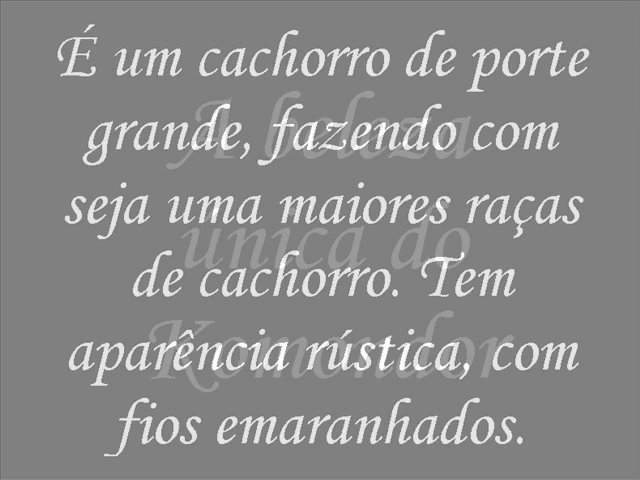 É um cachorro de porte
grande, fazendo com
seja uma maiores raças
de cachorro. Tem
aparência rústica, com
fios emaranhados.
A beleza
única do
Komondor